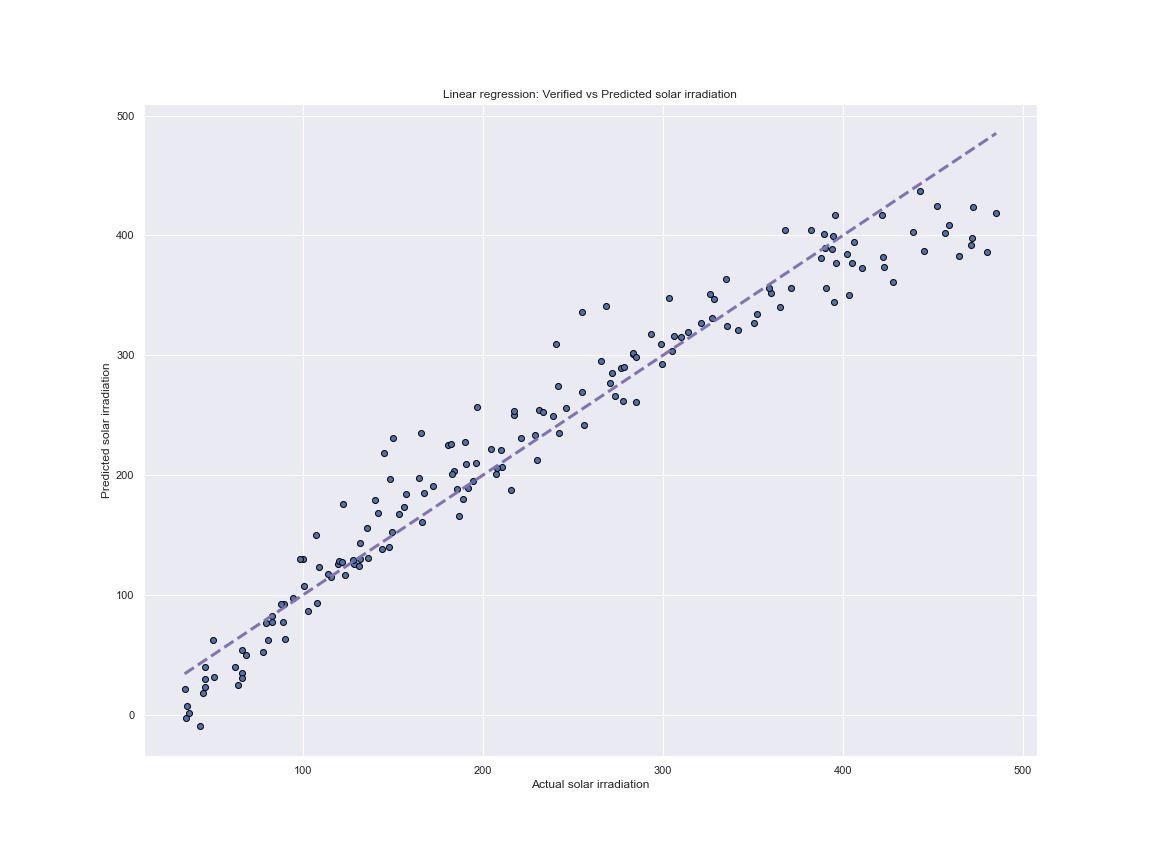 Linear regression: Verified vs Predicted solar irradiation
500
400
300
200
100
0
Predicted solar irradiation
100 200 300 400 500
Actual solar irradiation